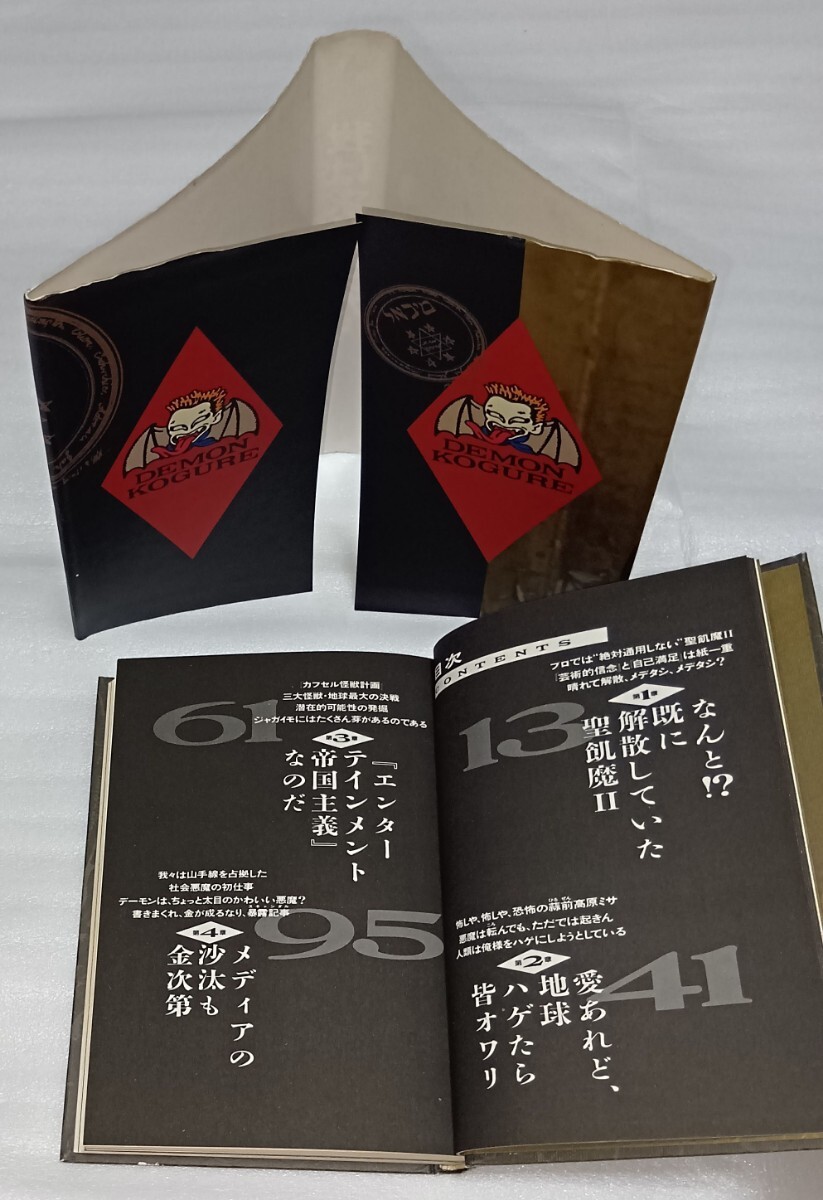 DEMON
KOGURE
DEMON
KOGURE
目次
CONTENTS
プロでは"絶対通用しない"聖飢魔II
「芸術的信念」と「自己満足」は紙一重
晴れて解散、メデタシ、メデタシ?
第1章
13
なんと!?
既に
解散していた
聖飢魔II
怖しや、怖しや、恐怖の蒜前高原ミサ
ひるぜん
悪魔は転んでも、ただでは起きん
人類は俺様をハゲにしようとしている
第2章
41
愛あれど、
地球
ハゲたら
皆オワリ
「カプセル怪獣計画」
三大怪獣・地球最大の決戦
潜在的可能性の発掘
ジャガイモにはたくさん芽があるのである
第3章
61
『エンター
テインメント
帝国主義』
なのだ
我々は山手線を占拠した
社会悪魔の初仕事
デーモンは、ちょっと太目のかわいい悪魔?
書きまくれ、金が成るなり、暴露記事
スキャンダル
第4章
95
メディアの
沙汰も
金次第